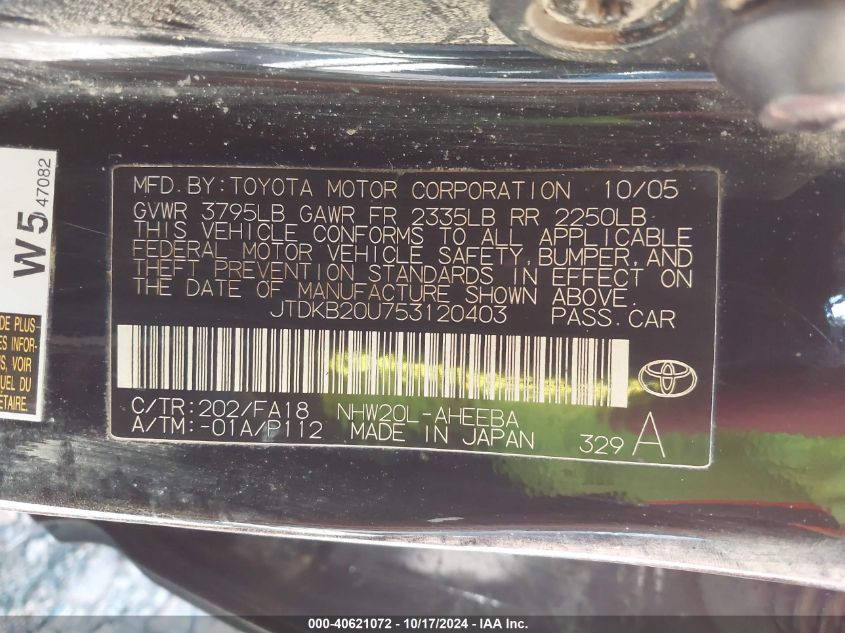 MFD. BY: TOYOTA MOTOR CORPORATION 10/05
GVWR 3795LB GAWR FR 2335LB RR 2250LB
THIS VEHICLE CONFORMS TO ALL APPLICABLE
FEDERAL MOTOR VEHICLE SAFETY, BUMPER, AND
THEFT PREVENTION STANDARDS IN EFFECT ON
THE DATE OF MANUFACTURE SHOWN ABOVE.
JTDKB20U753120403 PASS. CAR
C/TR: 202/FA18 NHW20L-AHEEBA
A/TM: -01A/P112 MADE IN JAPAN 329 A
W5
47082
DE PLUS-
ES INFOR-
VOIR
UEL DU
ÉTAIRE.
000-40621072 - 10/17/2024 - IAA Inc.